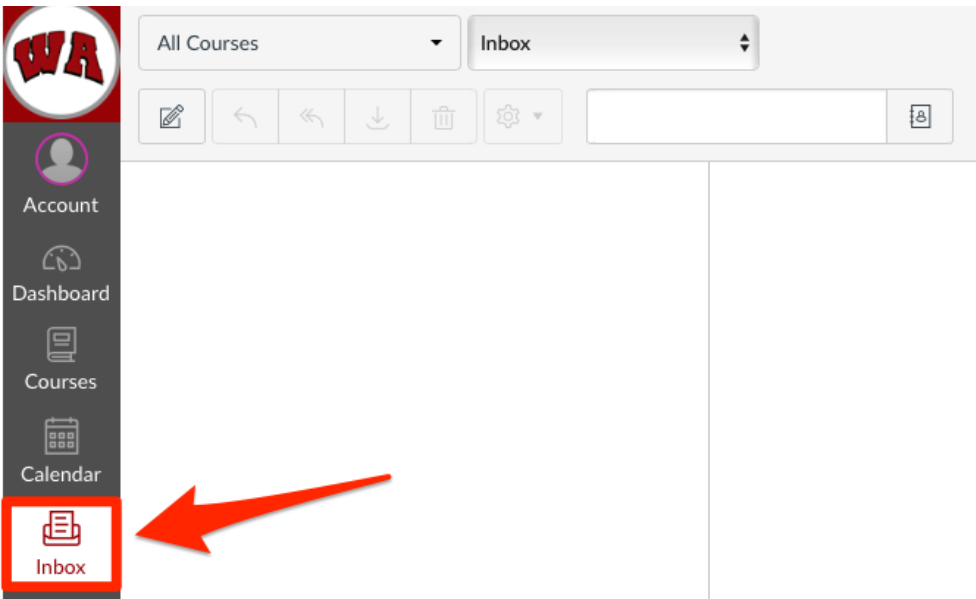 WA
All Courses
Inbox
Account
Dashboard
Courses
Calendar
Inbox